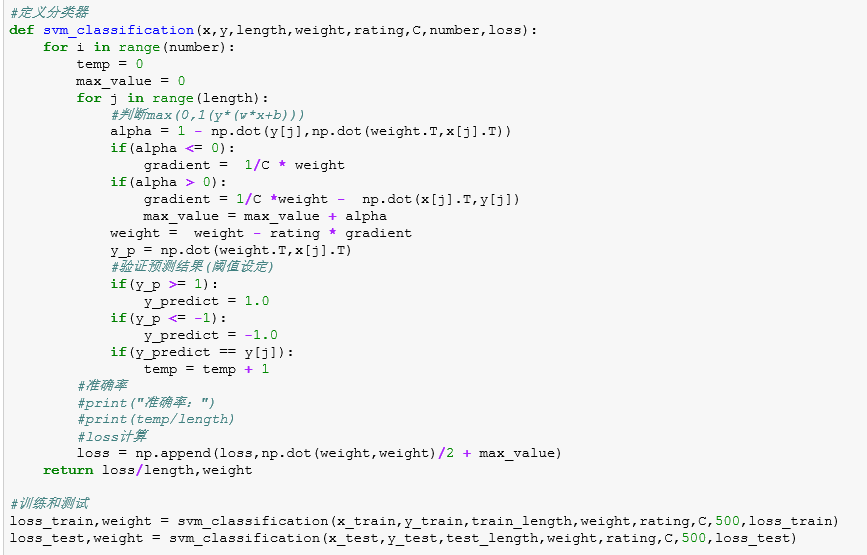 #定义分类器
def svm_classification(x,y,length,weight,rating,C,number,loss):
    for i in range(number):
        temp = 0
        max_value = 0
        for j in range(length):
            #判断max(0,1(y*(w*x+b)))
            alpha = 1 - np.dot(y[j],np.dot(weight.T,x[j].T))
            if(alpha <= 0):
                gradient =  1/C * weight
            if(alpha > 0):
                gradient = 1/C *weight -  np.dot(x[j].T,y[j])
                max_value = max_value + alpha
            weight =  weight - rating * gradient
            y_p = np.dot(weight.T,x[j].T)
            #验证预测结果(阈值设定)
            if(y_p >= 1):
                y_predict = 1.0
            if(y_p <= -1):
                y_predict = -1.0
            if(y_predict == y[j]):
                temp = temp + 1
        #准确率
        #print("准确率：")
        #print(temp/length)
        #loss计算
        loss = np.append(loss,np.dot(weight,weight)/2 + max_value)
    return loss/length,weight
#训练和测试
loss_train,weight = svm_classification(x_train,y_train,train_length,weight,rating,C,500,loss_train)
loss_test,weight = svm_classification(x_test,y_test,test_length,weight,rating,C,500,loss_test)